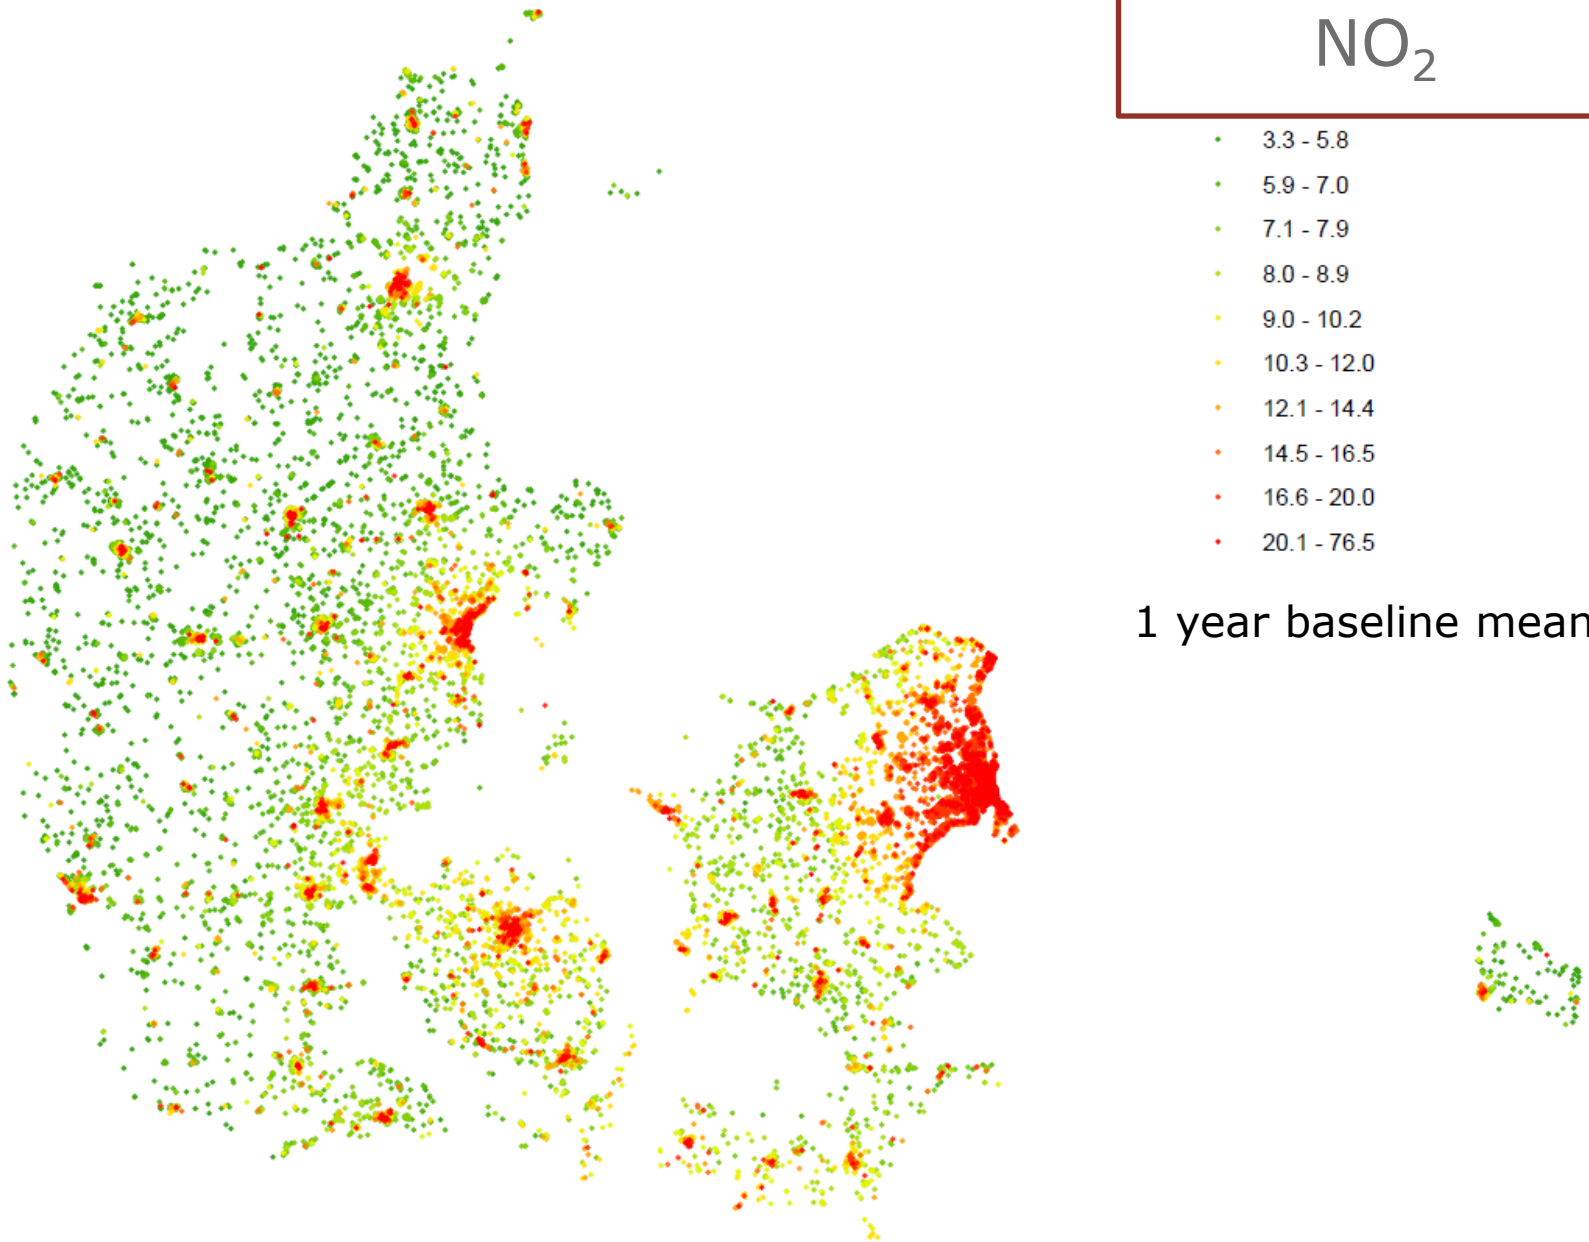 NO₂
3.3 - 5.8
5.9 - 7.0
7.1 - 7.9
8.0 - 8.9
9.0 - 10.2
10.3 - 12.0
12.1 - 14.4
14.5 - 16.5
16.6 - 20.0
20.1 - 76.5
1 year baseline mean